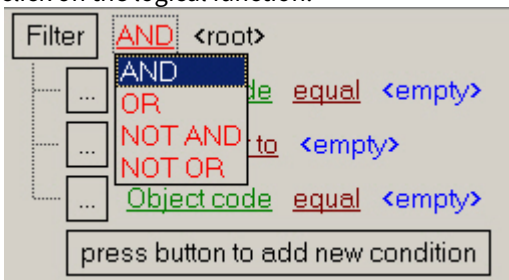 click on the logical function.
Filter AND <root>
AND
... equal <empty>
OR
NOT AND
... to <empty>
NOT OR
... Object code equal <empty>
press button to add new condition